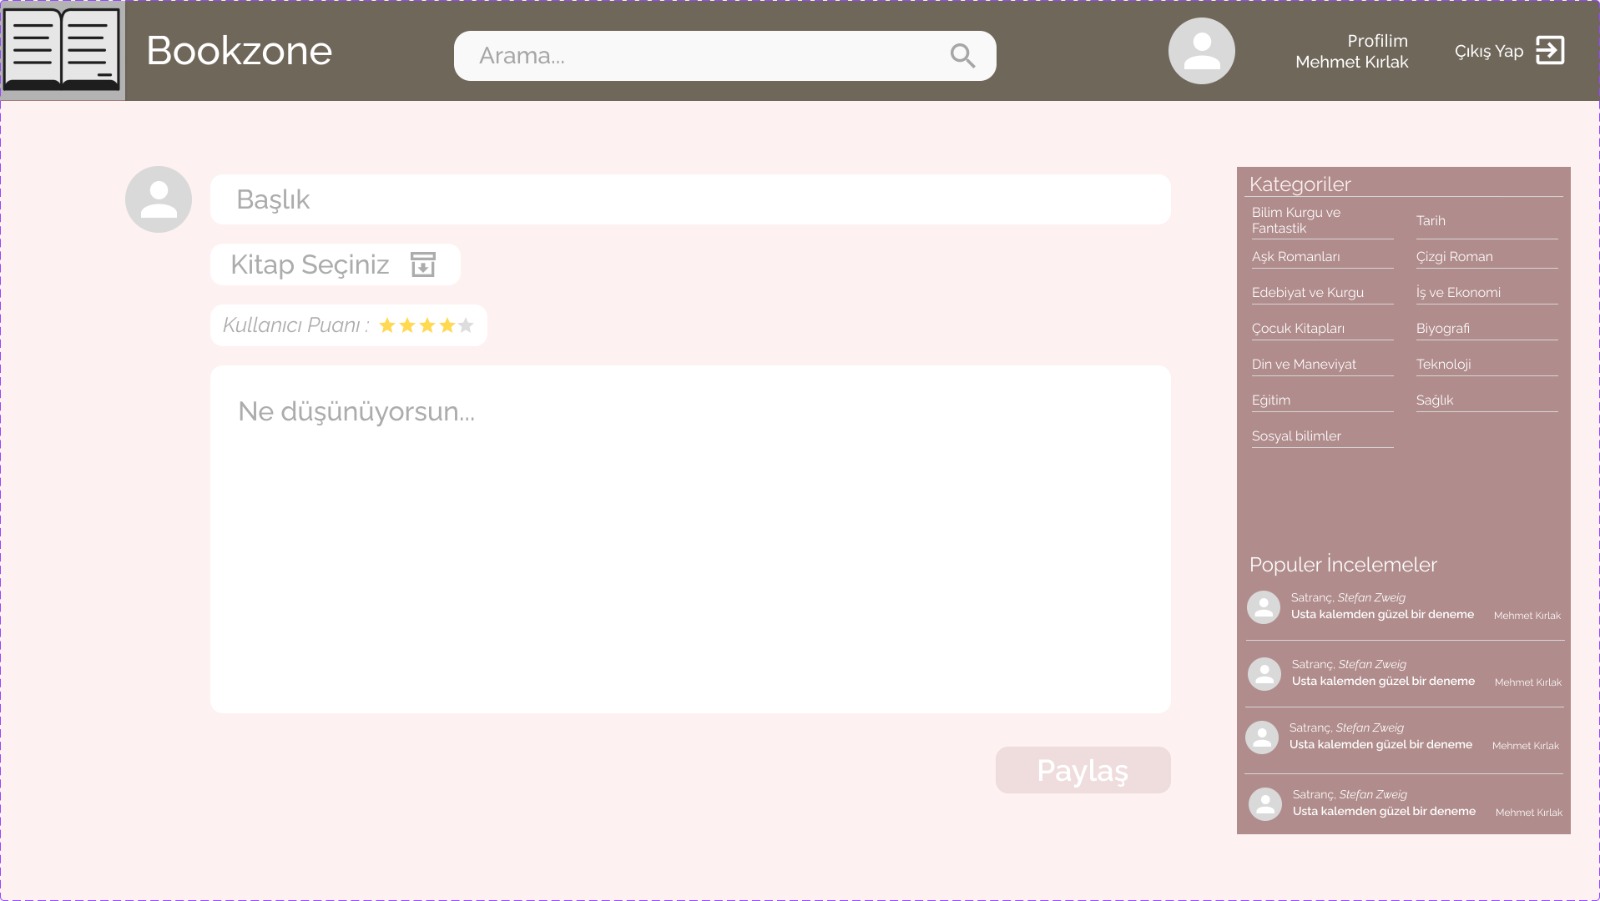 Bookzone
Arama...
Profilim
Mehmet Kırlak
Çıkış Yap
Başlık
Kitap Seçiniz
Kullanıcı Puanı :
Ne düşünüyorsun...
Paylaş
Kategoriler
Bilim Kurgu ve
Fantastik
Tarih
Aşk Romanları
Çizgi Roman
Edebiyat ve Kurgu
İş ve Ekonomi
Çocuk Kitapları
Biyografi
Din ve Maneviyat
Teknoloji
Eğitim
Sağlık
Sosyal bilimler
Populer İncelemeler
Satranç, Stefan Zweig
Usta kalemden güzel bir deneme
Mehmet Kırlak
Satranç, Stefan Zweig
Usta kalemden güzel bir deneme
Mehmet Kırlak
Satranç, Stefan Zweig
Usta kalemden güzel bir deneme
Mehmet Kırlak
Satranç, Stefan Zweig
Usta kalemden güzel bir deneme
Mehmet Kırlak